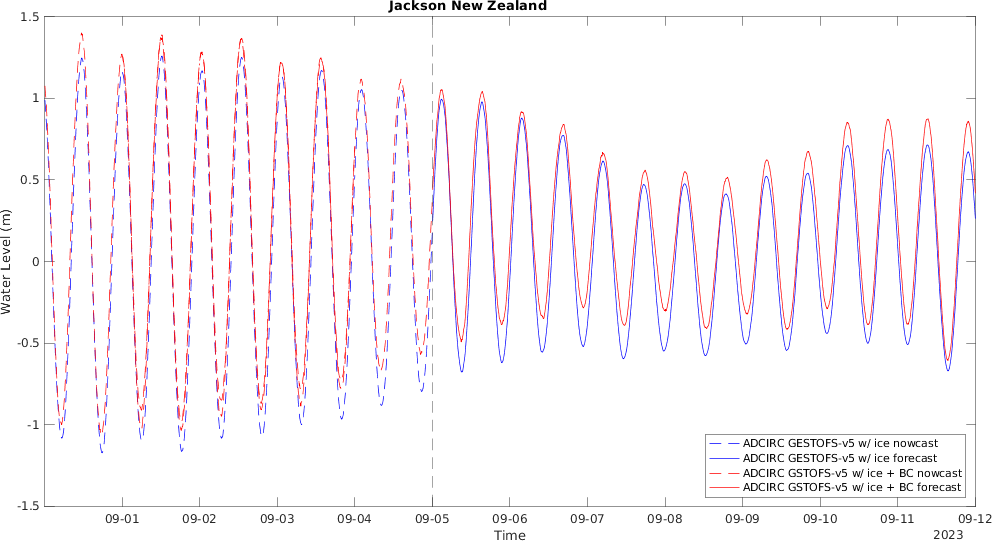 Jackson New Zealand
1.5
1
0.5
0
-0.5
-1
-1.5
Water Level (m)
09-01 09-02 09-03 09-04 09-05 09-06 09-07 09-08 09-09 09-10 09-11 09-12
Time
2023
ADCIRC GESTOFS-v5 w/ ice nowcast
ADCIRC GESTOFS-v5 w/ ice forecast
ADCIRC GSTOFS-v5 w/ ice + BC nowcast
ADCIRC GSTOFS-v5 w/ ice + BC forecast